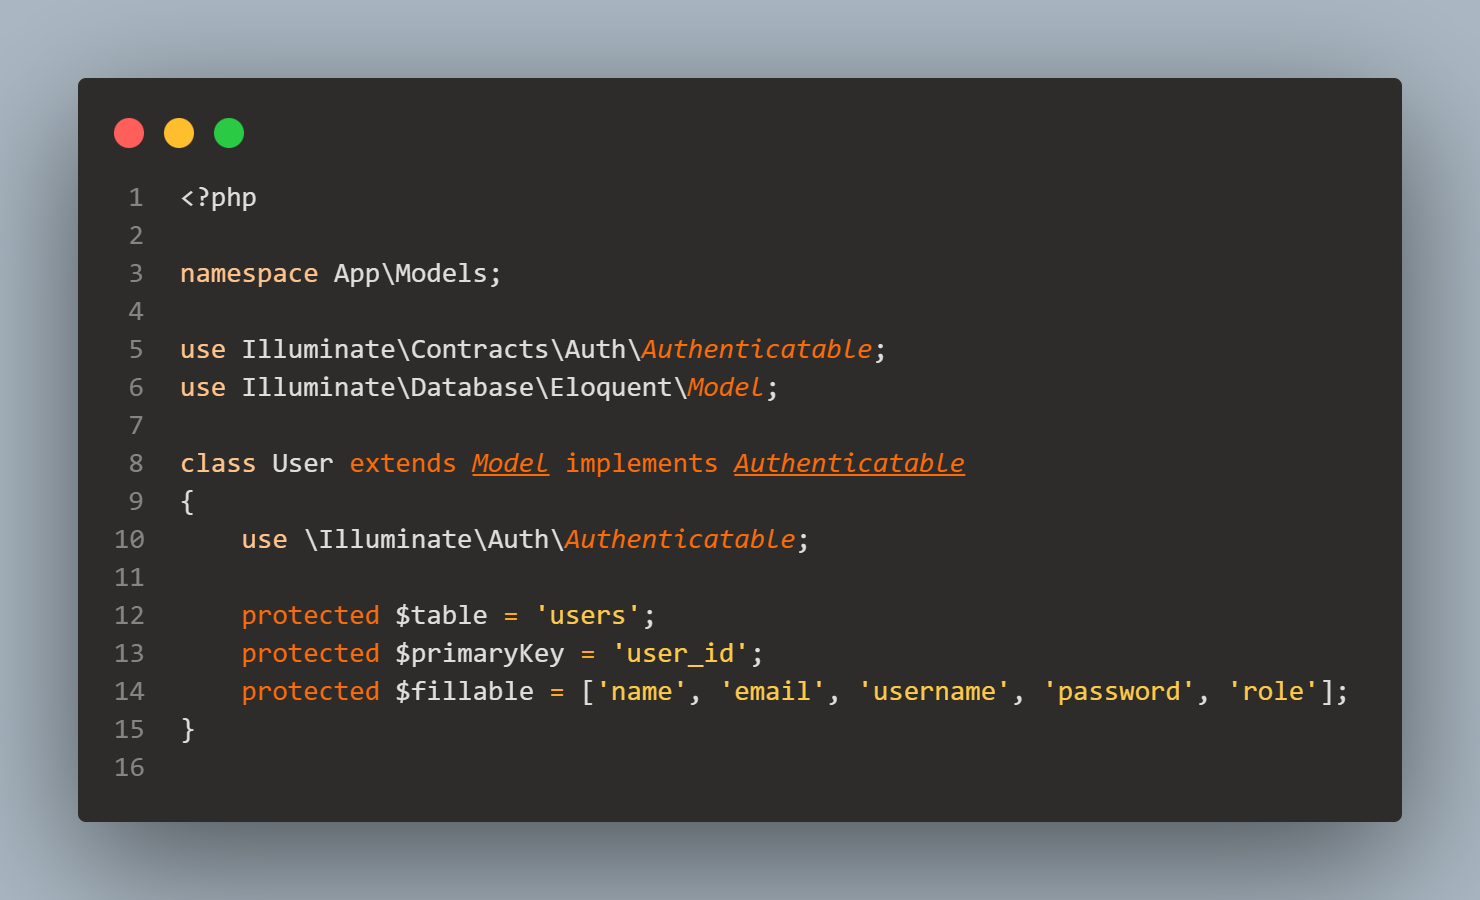 1 <?php
2
3 namespace App\Models;
4
5 use Illuminate\Contracts\Auth\Authenticatable;
6 use Illuminate\Database\Eloquent\Model;
7
8 class User extends Model implements Authenticatable
9 {
10     use \Illuminate\Auth\Authenticatable;
11
12     protected $table = 'users';
13     protected $primaryKey = 'user_id';
14     protected $fillable = ['name', 'email', 'username', 'password', 'role'];
15 }
16